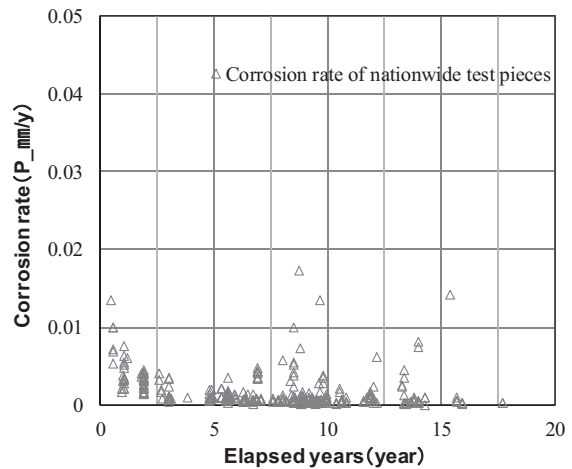 0.05
△ Corrosion rate of nationwide test pieces
0.04
0.03
0.02
0.01
0
0 5 10 15 20
Corrosion rate(P_㎜/y)
Elapsed years(year)